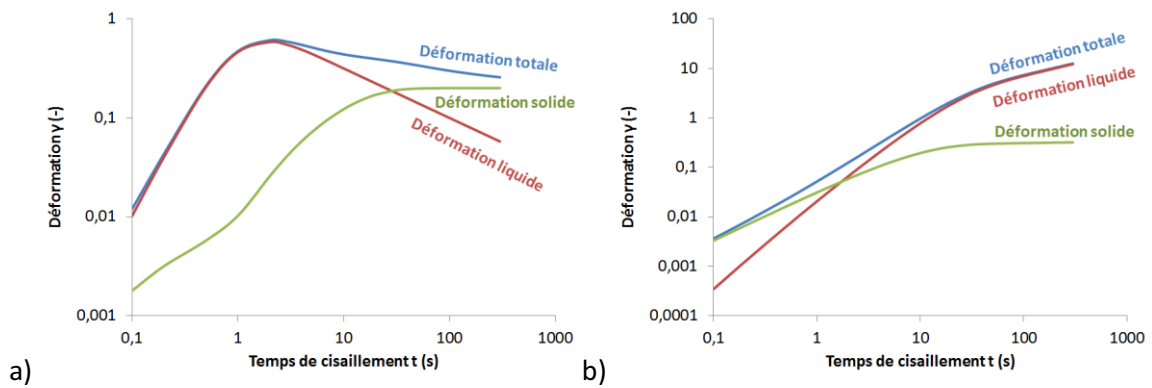 1
0,1
0,01
0,001
Déformation γ (-)
Déformation totale
Déformation solide
Déformation liquide
0,1 1 10 100 1000
Temps de cisaillement t (s)
a)
100
10
1
0,1
0,01
0,001
0,0001
Déformation γ (-)
Déformation totale
Déformation liquide
Déformation solide
0,1 1 10 100 1000
Temps de cisaillement t (s)
b)